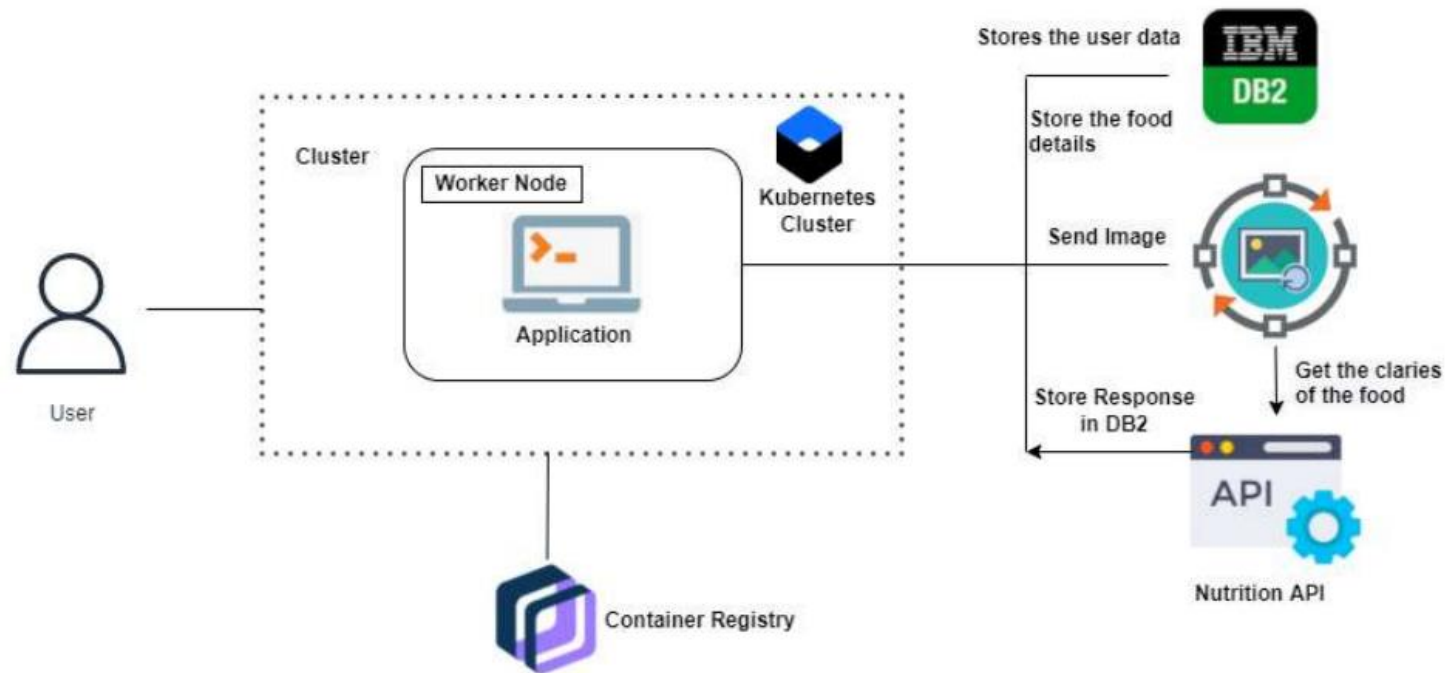 Stores the user data
IBM
DB2
Store the food
details
Cluster
Worker Node
Kubernetes
Cluster
Send Image
Application
User
Get the claries
of the food
Store Response
in DB2
API
Nutrition API
Container Registry